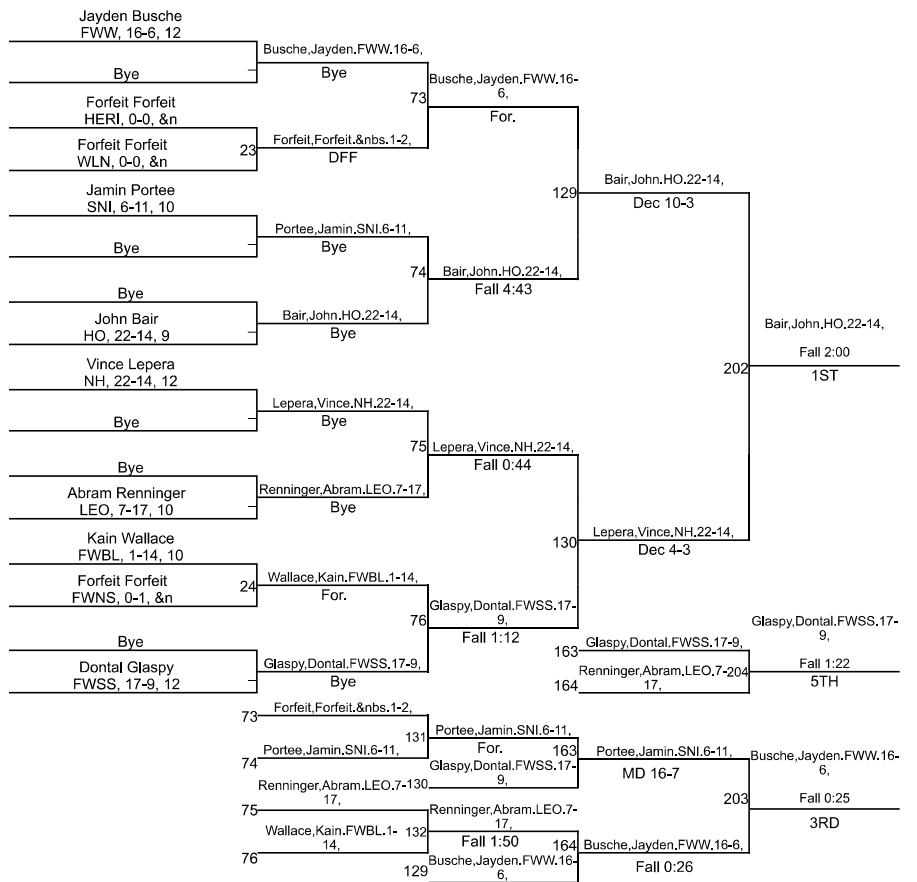 Jayden Busche
FWW, 16-6, 12
Busche,Jayden.FWW.16-6,
Bye
Bye
Busche,Jayden.FWW.16-
6,
73
For.
Forfeit Forfeit
HERI, 0-0, &n
Forfeit Forfeit
WLN, 0-0, &n
23
Forfeit,Forfeit.&nbs.1-2,
DFF
Jamin Portee
SNI, 6-11, 10
129
Bair,John.HO.22-14,
Dec 10-3
Portee,Jamin.SNI.6-11,
Bye
Bye
74
Bair,John.HO.22-14,
Fall 4:43
Bye
John Bair
HO, 22-14, 9
Bair,John.HO.22-14,
Bye
Bair,John.HO.22-14,
Fall 2:00
1ST
202
Vince Lepera
NH, 22-14, 12
Lepera,Vince.NH.22-14,
Bye
Bye
75
Lepera,Vince.NH.22-14,
Fall 0:44
Bye
Abram Renninger
LEO, 7-17, 10
Renninger,Abram.LEO.7-17,
Bye
130
Lepera,Vince.NH.22-14,
Dec 4-3
Kain Wallace
FWBL, 1-14, 10
Forfeit Forfeit
FWNS, 0-1, &n
24
Wallace,Kain.FWBL.1-14,
For.
76
Glaspy,Dontal.FWSS.17-
9,
Fall 1:12
Bye
Dontal Glaspy
FWSS, 17-9, 12
Glaspy,Dontal.FWSS.17-9,
Bye
163
Glaspy,Dontal.FWSS.17-9,
164
Renninger,Abram.LEO.7-
17,
204
Glaspy,Dontal.FWSS.17-
9,
Fall 1:22
5TH
73
Forfeit,Forfeit.&nbs.1-2,
131
Portee,Jamin.SNI.6-11,
For.
74
Portee,Jamin.SNI.6-11,
163
Portee,Jamin.SNI.6-11,
MD 16-7
130
Glaspy,Dontal.FWSS.17-
9,
75
Renninger,Abram.LEO.7-
17,
203
Busche,Jayden.FWW.16-
6,
Fall 0:25
3RD
132
Renninger,Abram.LEO.7-
17,
Fall 1:50
76
Wallace,Kain.FWBL.1-
14,
164
Busche,Jayden.FWW.16-6,
Fall 0:26
129
Busche,Jayden.FWW.16-
6,